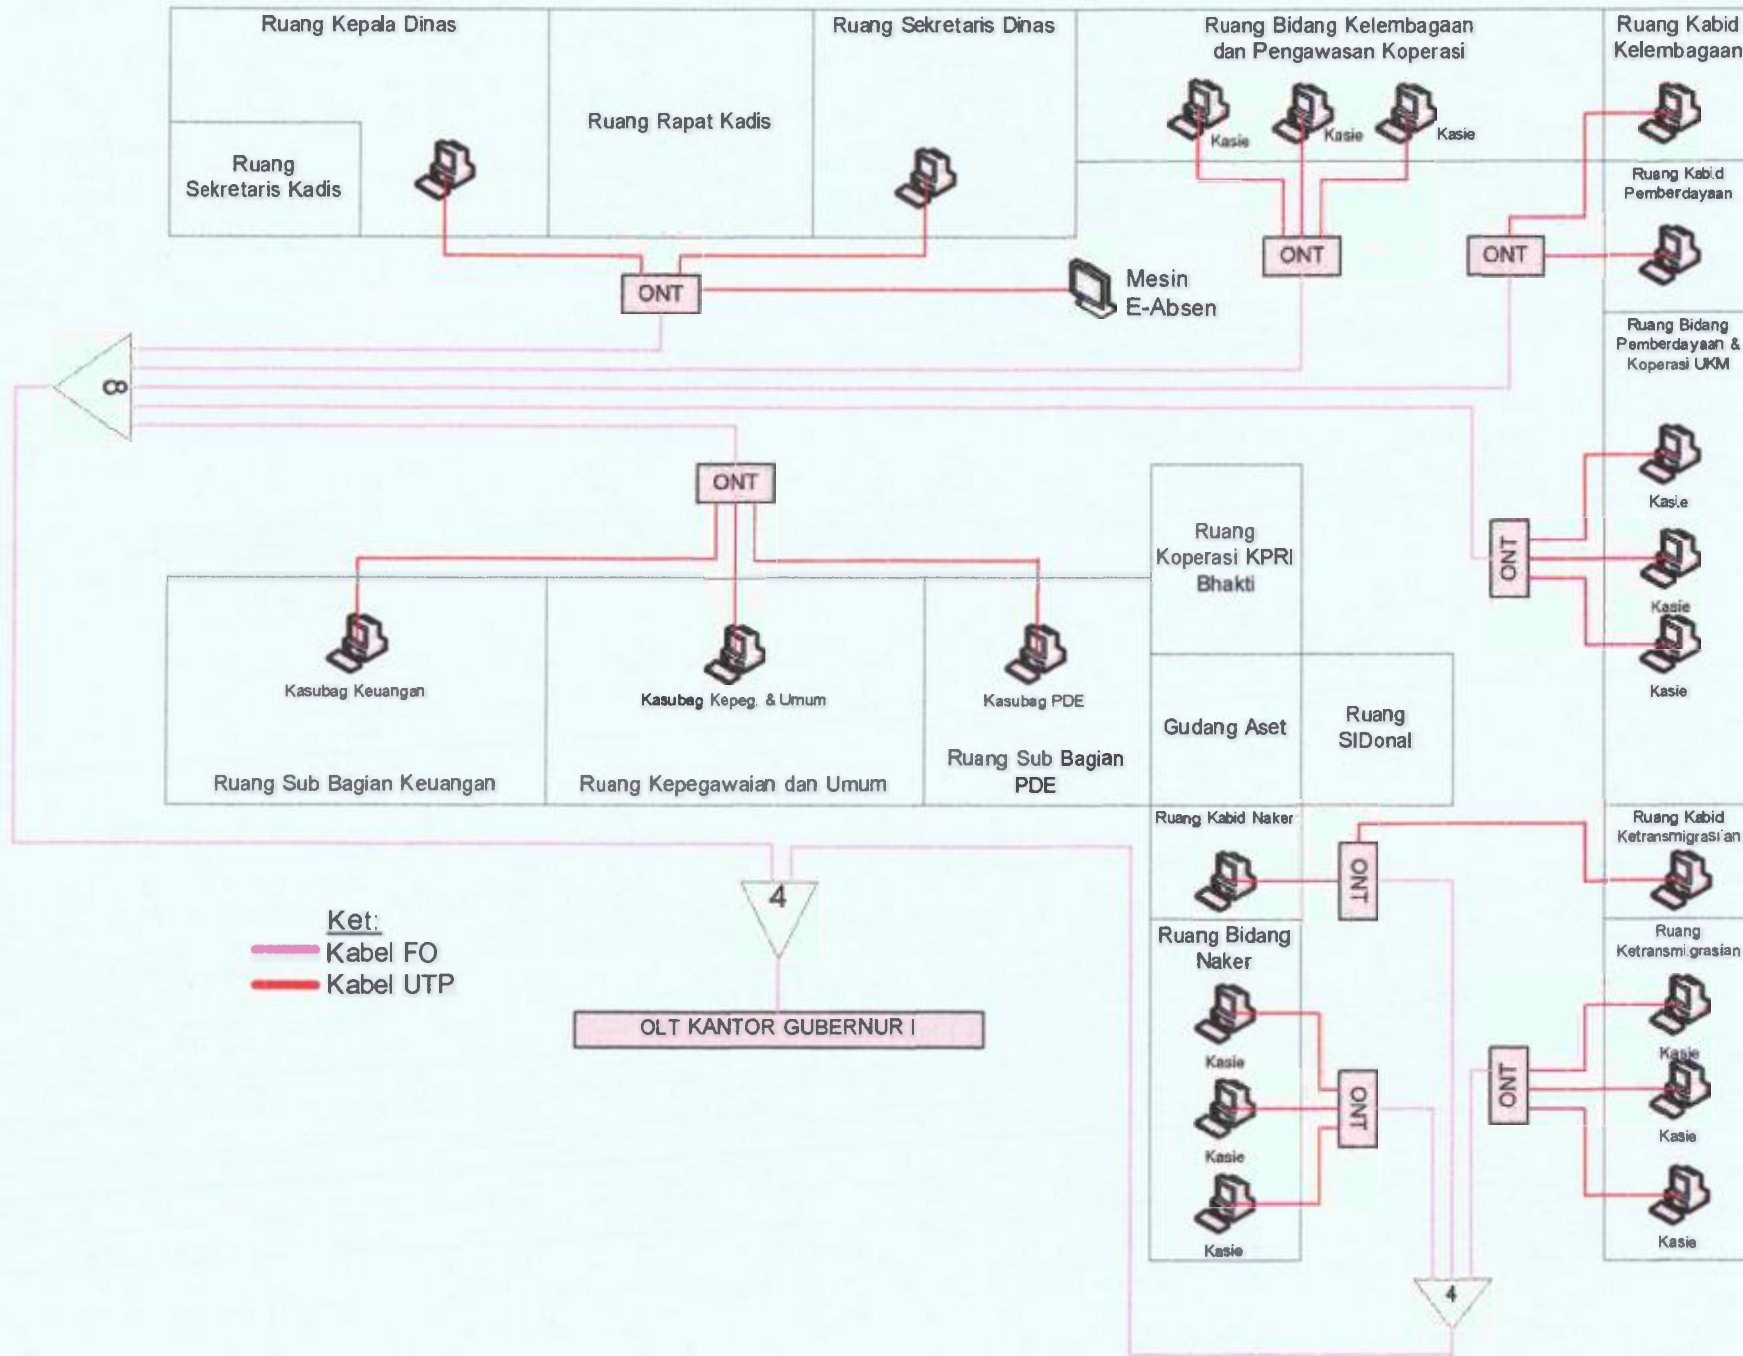 Ruang Kepala Dinas
Ruang Sekretaris Dinas
Ruang Bidang Kelembagaan
dan Pengawasan Koperasi
Ruang Kabid
Kelembagaan
Ruang Rapat Kadis
Ruang
Sekretaris Kadis
Kasie
Kasie
Kasie
Ruang Kabid
Pemberdayaan
ONT
ONT
ONT
Mesin
E-Absen
Ruang Bidang
Pemberdayaan &
Koperasi UKM
8
ONT
Ruang
Koperasi KPRI
Bhakti
ONT
Kasie
Kasie
Kasie
Kasubag Keuangan
Kasubag Kepeg. & Umum
Kasubag PDE
Ruang Sub Bagian Keuangan
Ruang Kepegawaian dan Umum
Ruang Sub Bagian
PDE
Gudang Aset
Ruang
SIDonal
Ruang Kabid Naker
ONT
Ruang Kabid
Ketransmigrasian
4
Ket:
Kabel FO
Kabel UTP
OLT KANTOR GUBERNUR I
Ruang Bidang
Naker
Kasie
Kasie
Kasie
ONT
Ruang
Ketransmigrasian
ONT
Kasie
Kasie
Kasie
4